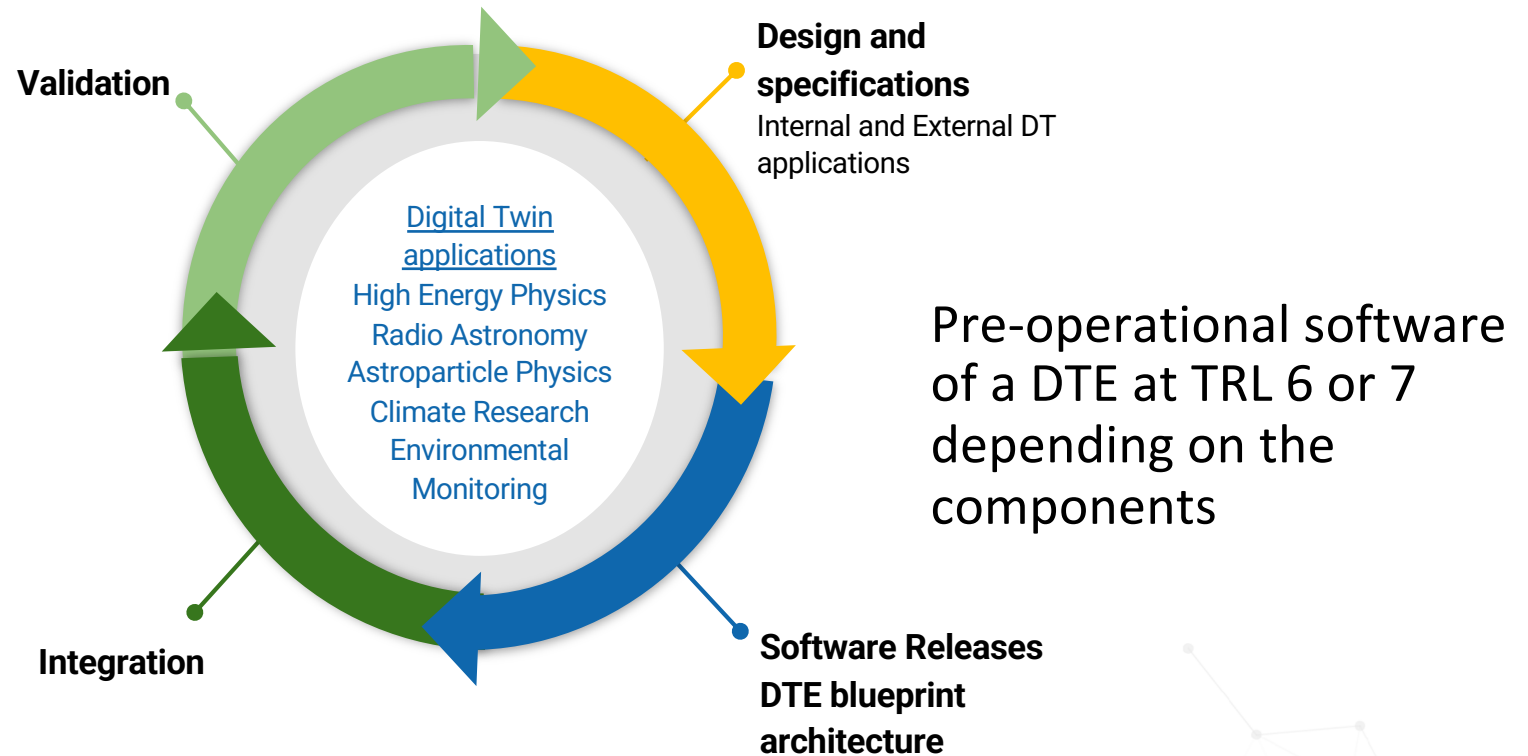 Validation
Design and
specifications
Internal and External DT
applications
Digital Twin
applications
High Energy Physics
Radio Astronomy
Astroparticle Physics
Climate Research
Environmental
Monitoring
Pre-operational software
of a DTE at TRL 6 or 7
depending on the
components
Integration
Software Releases
DTE blueprint
architecture